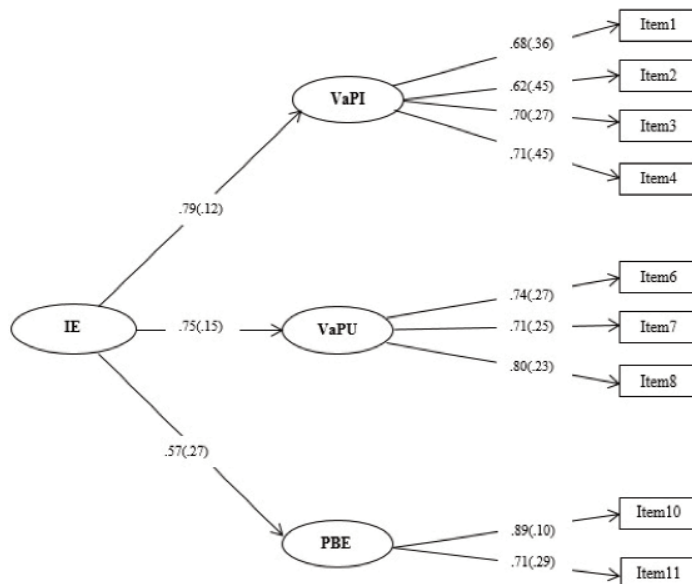 Item1
.68(.36)
Item2
.62(.45)
VaPI
.70(.27)
Item3
.71(.45)
Item4
.79(.12)
Item6
.74(.27)
IE
.75(.15)
VaPU
.71(.25)
Item7
.80(.23)
Item8
.57(.27)
Item10
.89(.10)
PBE
.71(.29)
Item11